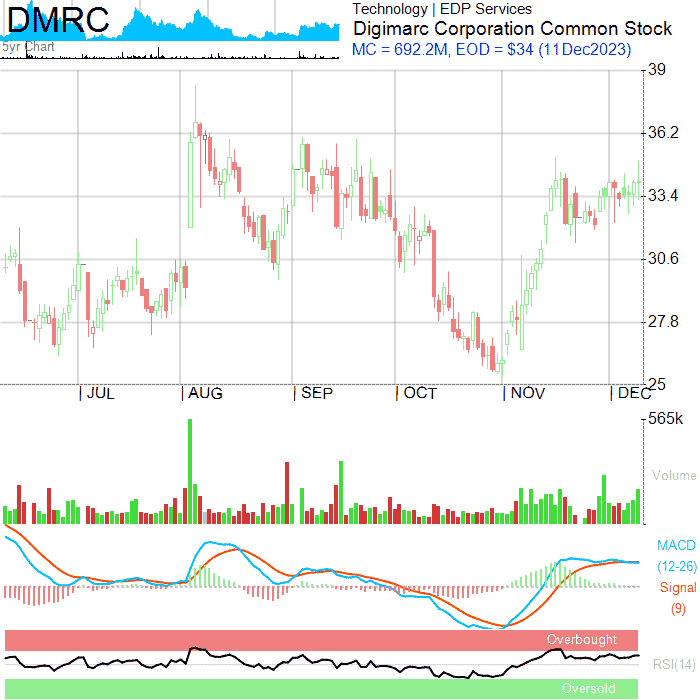 DMRC
5yr Chart
Technology | EDP Services
Digimarc Corporation Common Stock
MC = 692.2M, EOD = $34 (11Dec2023)
39
36.2
33.4
30.6
27.8
25
JUL AUG SEP OCT NOV DEC
565k
Volume
MACD
(12-26)
Signal
(9)
Overbought
RSI(14)
Oversold